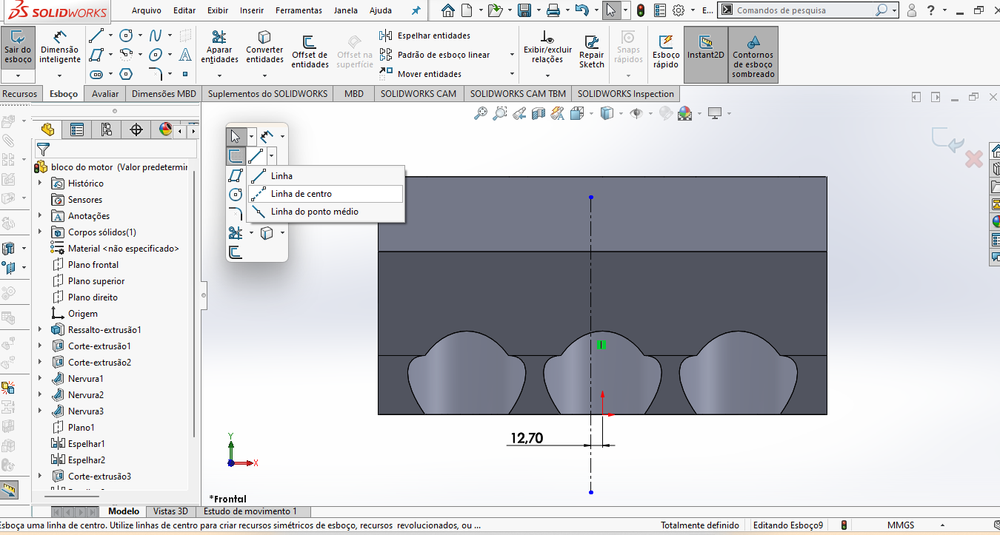 SOLIDWORKS
Arquivo Editar Exibir Inserir Ferramentas Janela Ajuda
E...
Comandos de pesquisa
Sair do esboço
Dimensão inteligente
Aparar entidades
Converter entidades
Offset de entidades
Offset na superfície
Espelhar entidades
Padrão de esboço linear
Mover entidades
Exibir/excluir relações
Repair Sketch
Snaps rápidos
Esboço rápido
Instant2D
Contornos de esboço sombreado
Recursos Esboço Avaliar Dimensões MBD Suplementos do SOLIDWORKS MBD SOLIDWORKS CAM SOLIDWORKS CAM TBM SOLIDWORKS Inspection
bloco do motor (Valor predetermin
Histórico
Sensores
Anotações
Corpos sólidos(1)
Material <não especificado>
Plano frontal
Plano superior
Plano direito
Origem
Ressalto-extrusão1
Corte-extrusão1
Corte-extrusão2
Nervura1
Nervura2
Nervura3
Plano1
Espelhar1
Espelhar2
Corte-extrusão3
Linha
Linha de centro
Linha do ponto médio
12,70
Y
X
*Frontal
Modelo Vistas 3D Estudo de movimento 1
Esboça uma linha de centro. Utilize linhas de centro para criar recursos simétricos de esboço, recursos revolucionados, ou ...
Totalmente definido Editando Esboço9 MMGS